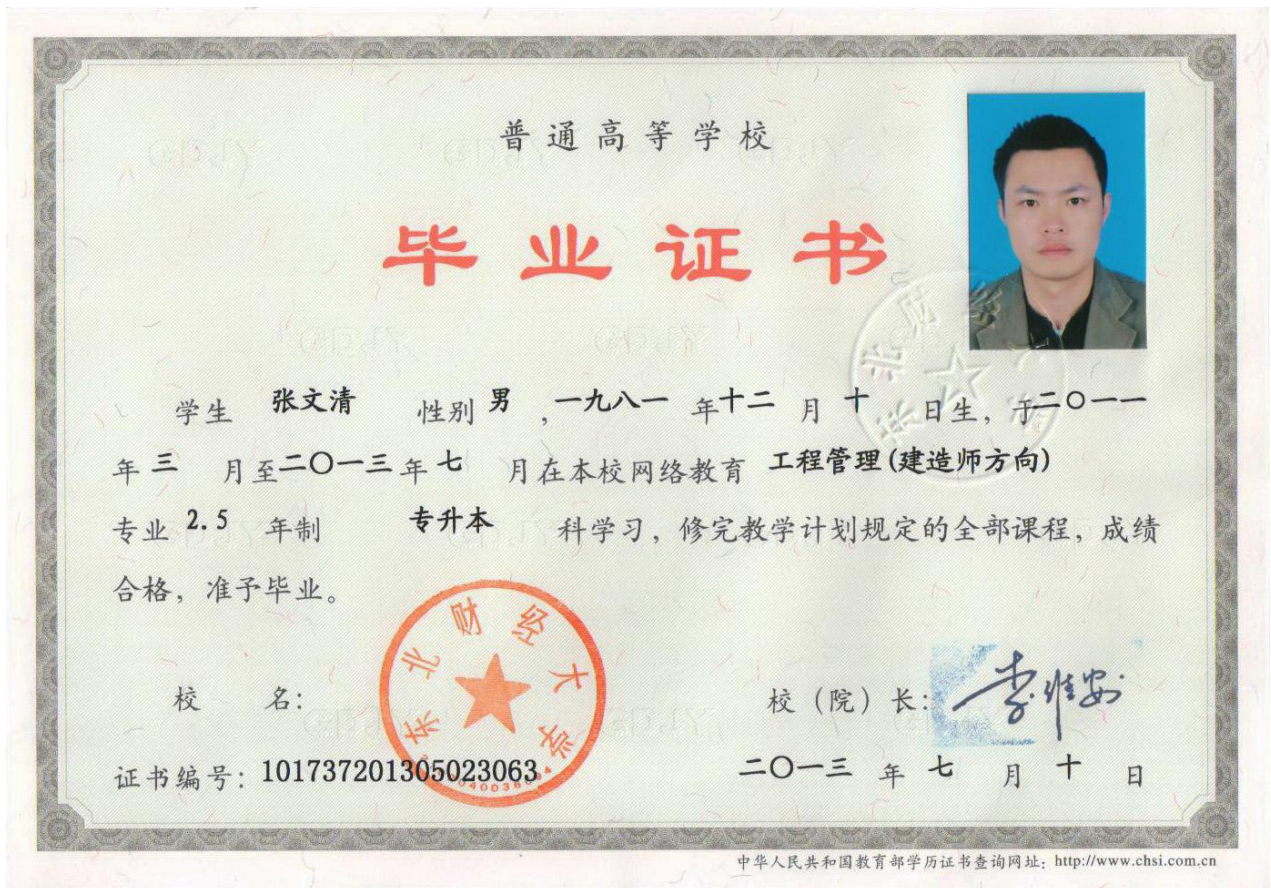 普通高等学校
毕业证书
学生 张文清 性别 男 ,一九八一 年 十二 月 十 日生，于二〇一一
年 三 月至二〇一三年 七 月在本校网络教育 工程管理(建造师方向)
专业 2.5 年制 专升本 科学习，修完教学计划规定的全部课程，成绩
合格，准予毕业。
东北财经大学
校 名：
校（院）长：李维安
证书编号：101737201305023063
二〇一三 年 七 月 十 日
中华人民共和国教育部学历证书查询网址：http://www.chsi.com.cn